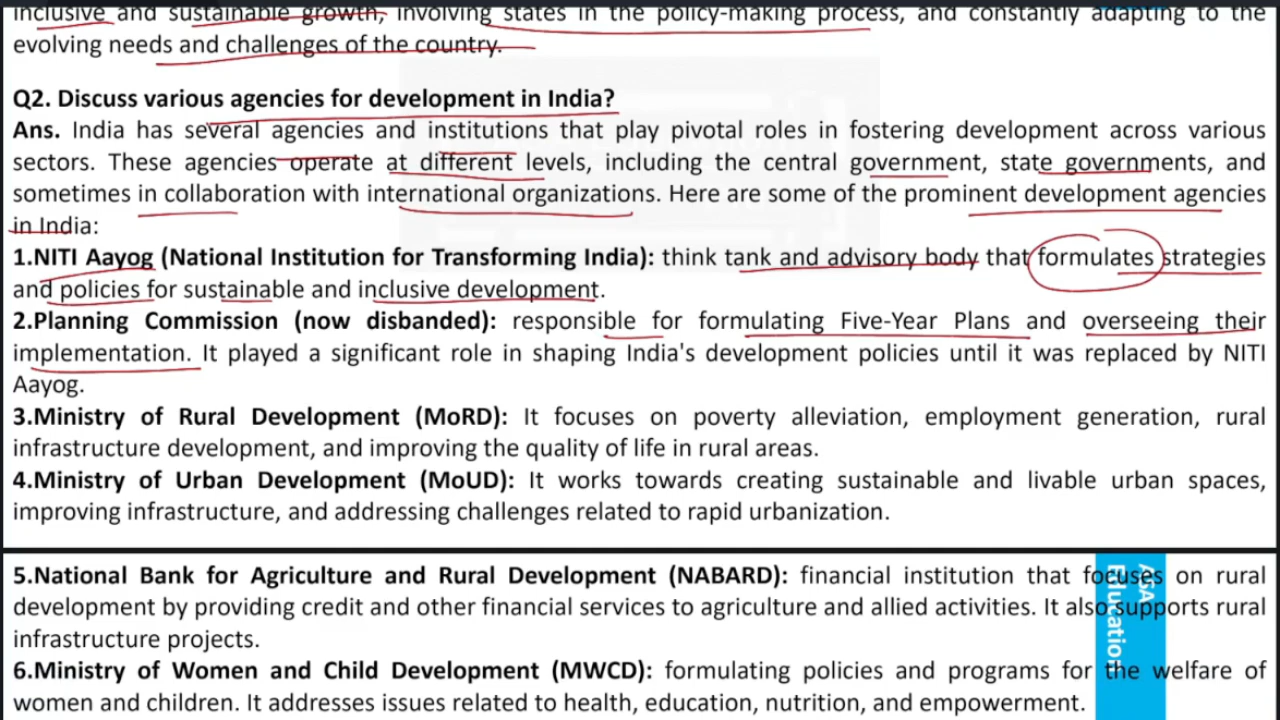 inclusive and sustainable growth, involving states in the policy-making process, and constantly adapting to the
evolving needs and challenges of the country.
Q2. Discuss various agencies for development in India?
Ans. India has several agencies and institutions that play pivotal roles in fostering development across various
sectors. These agencies operate at different levels, including the central government, state governments, and
sometimes in collaboration with international organizations. Here are some of the prominent development agencies
in India:
1.NITI Aayog (National Institution for Transforming India): think tank and advisory body that formulates strategies
and policies for sustainable and inclusive development.
2.Planning Commission (now disbanded): responsible for formulating Five-Year Plans and overseeing their
implementation. It played a significant role in shaping India's development policies until it was replaced by NITI
Aayog.
3.Ministry of Rural Development (MoRD): It focuses on poverty alleviation, employment generation, rural
infrastructure development, and improving the quality of life in rural areas.
4.Ministry of Urban Development (MoUD): It works towards creating sustainable and livable urban spaces,
improving infrastructure, and addressing challenges related to rapid urbanization.
5.National Bank for Agriculture and Rural Development (NABARD): financial institution that focuses on rural
development by providing credit and other financial services to agriculture and allied activities. It also supports rural
infrastructure projects.
6.Ministry of Women and Child Development (MWCD): formulating policies and programs for the welfare of
women and children. It addresses issues related to health, education, nutrition, and empowerment.
Education